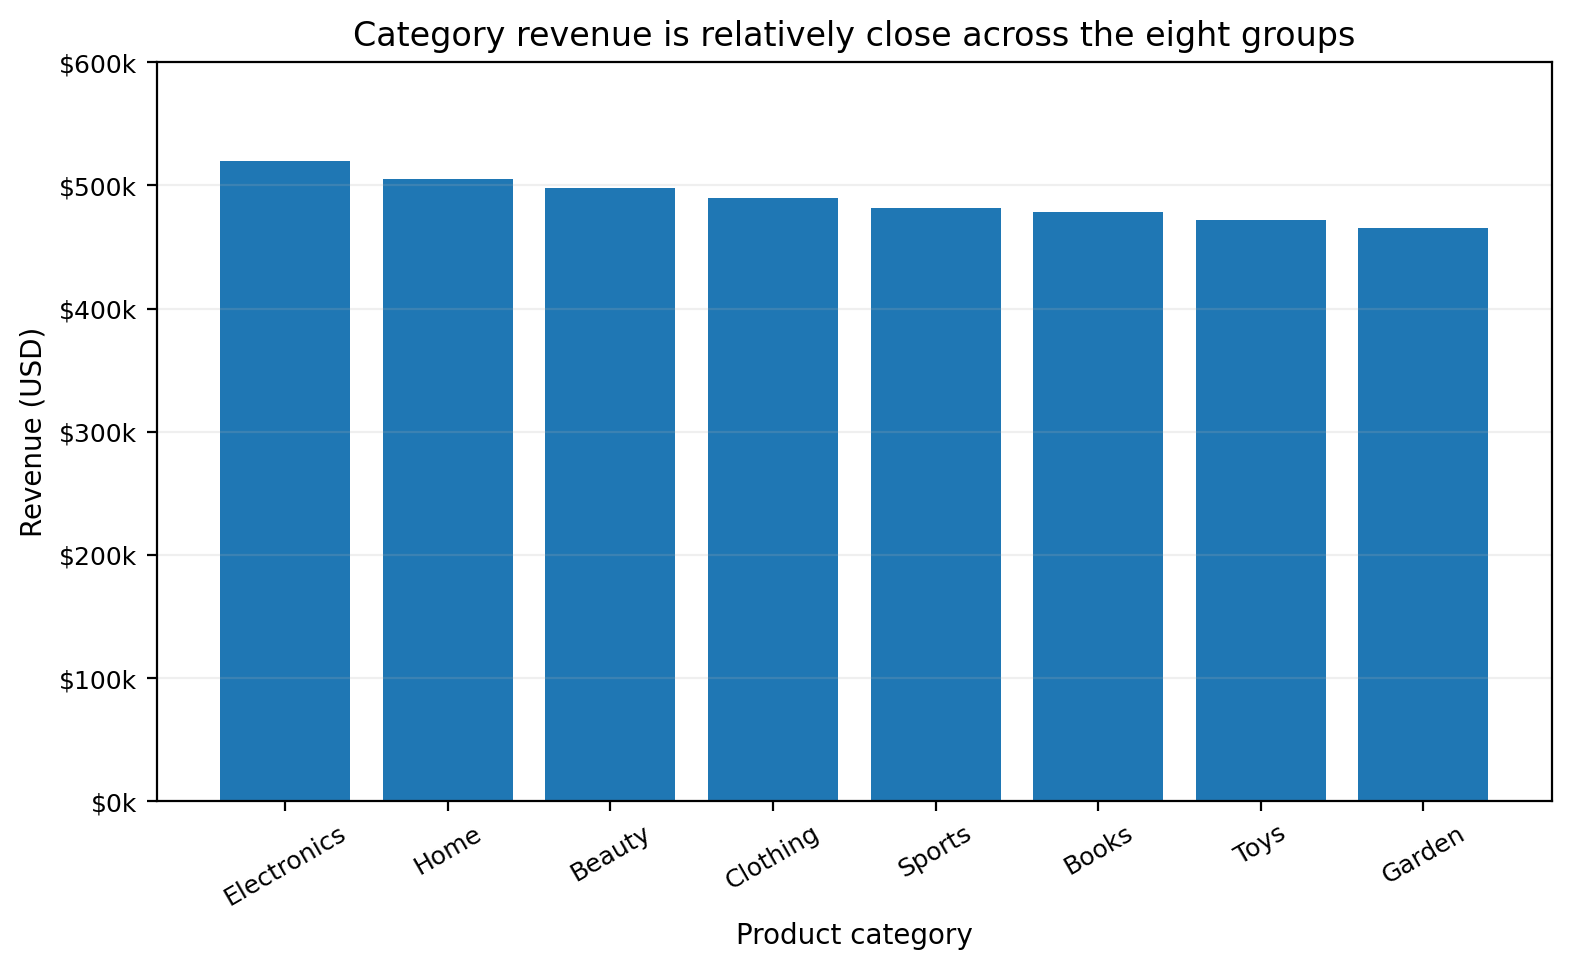 Category revenue is relatively close across the eight groups
$600k
$500k
$400k
$300k
$200k
$100k
$0k
Revenue (USD)
Electronics
Home
Beauty
Clothing
Sports
Books
Toys
Garden
Product category